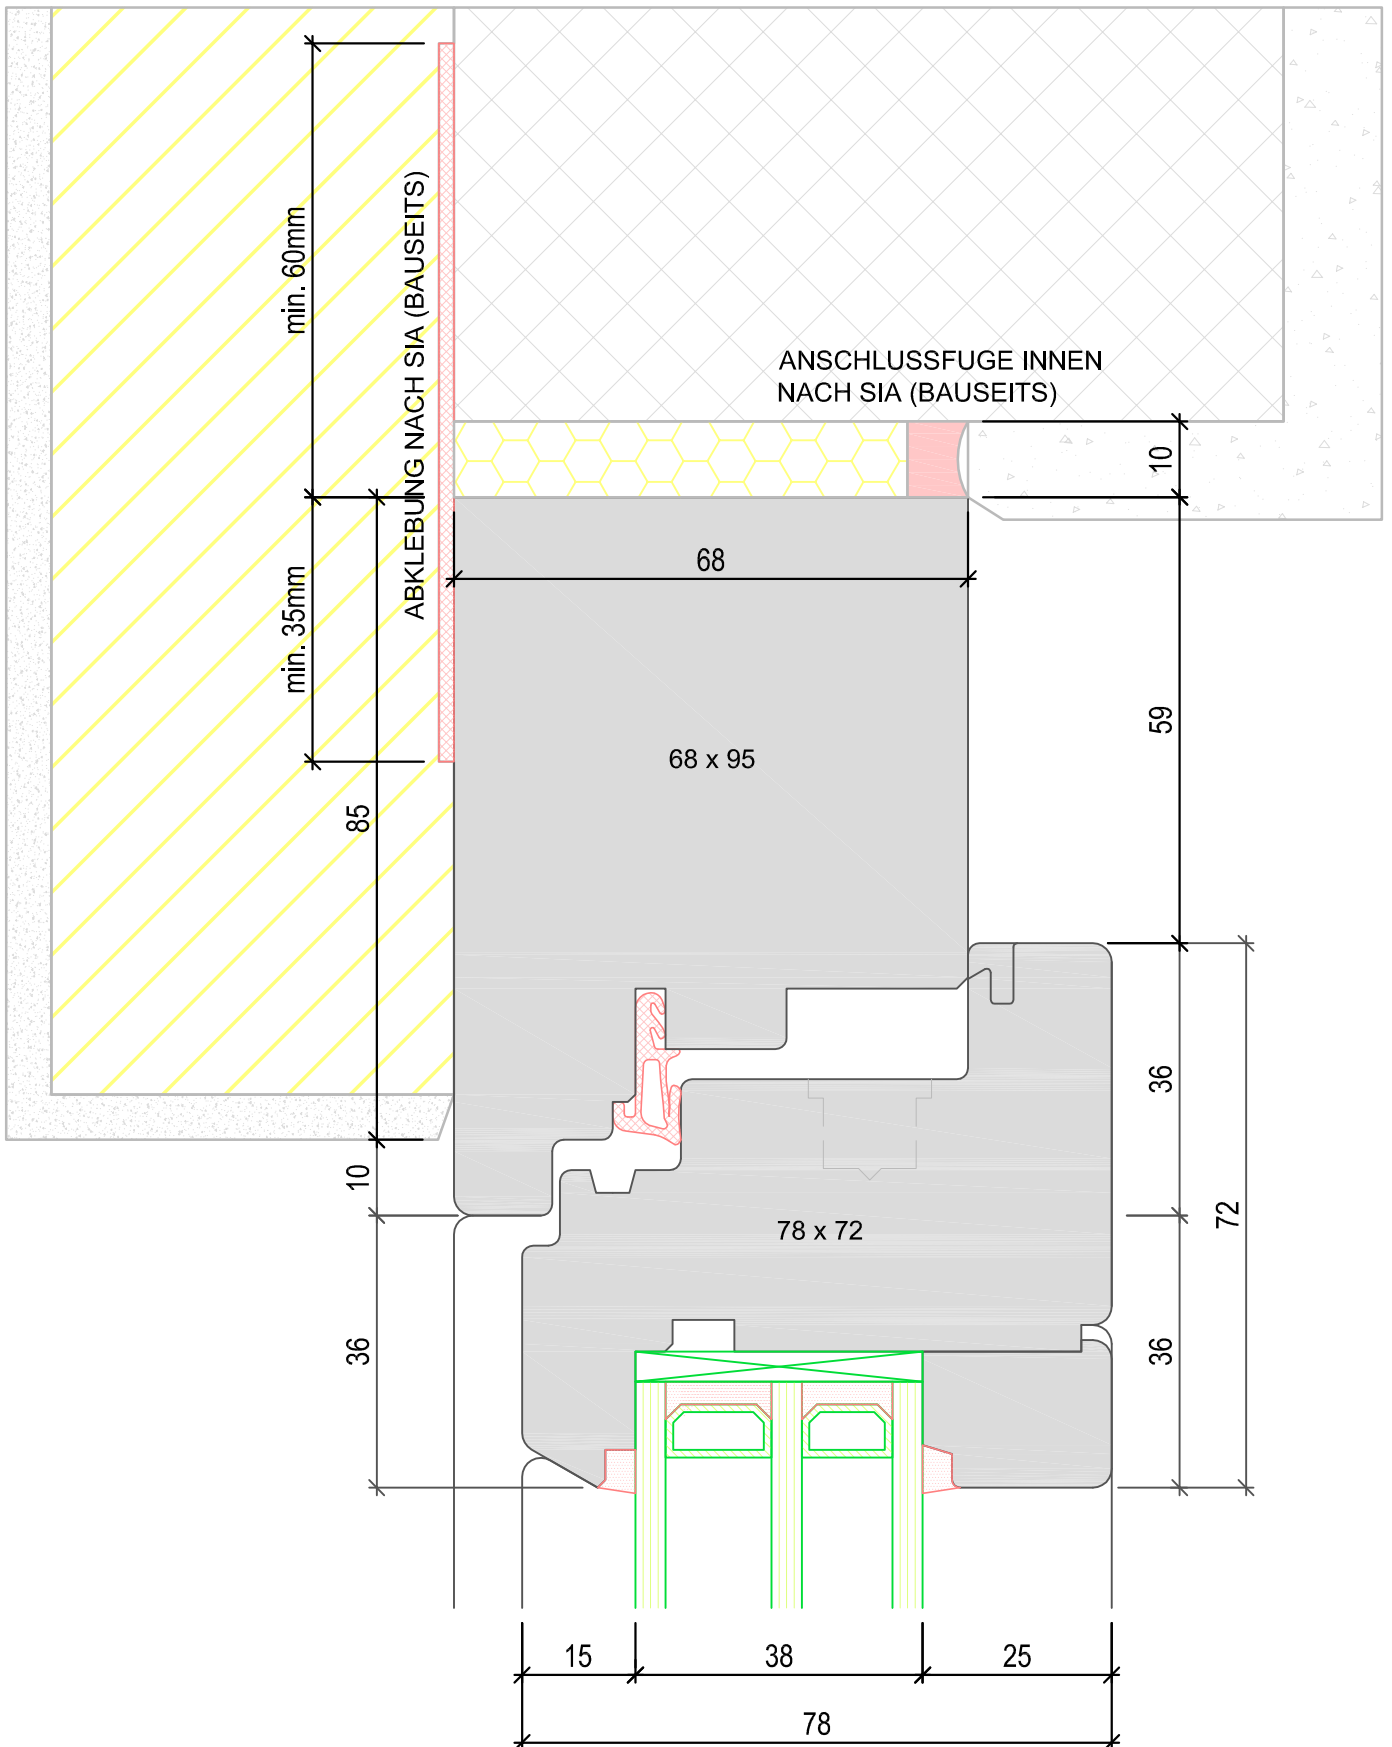 min. 60mm
ABKLEBUNG NACH SIA (BAUSEITS)
ANSCHLUSSFUGE INNEN
NACH SIA (BAUSEITS)
10
68
min. 35mm
59
68 x 95
85
36
10
72
78 x 72
36
36
15
38
25
78